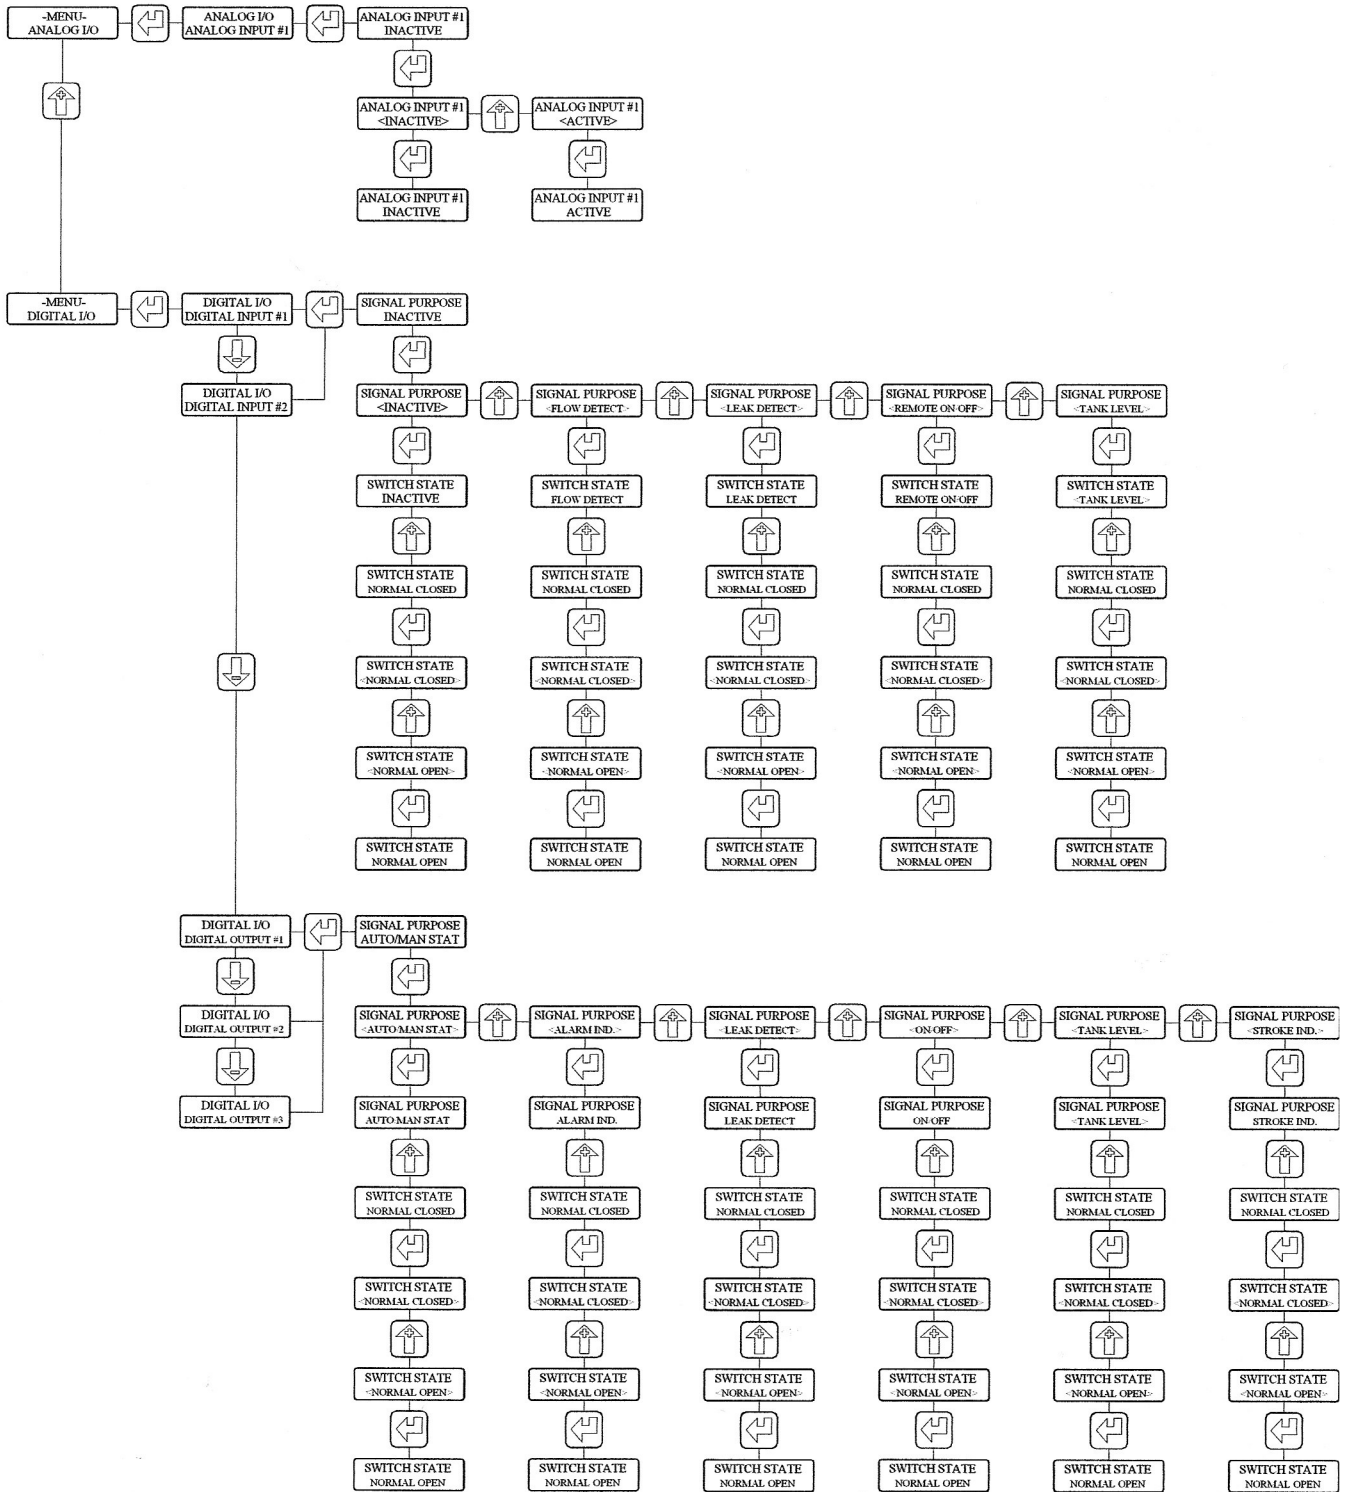 -MENU-
ANALOG I/O
ANALOG I/O
ANALOG INPUT #1
ANALOG INPUT #1
INACTIVE
ANALOG INPUT #1
<INACTIVE>
ANALOG INPUT #1
<ACTIVE>
ANALOG INPUT #1
INACTIVE
ANALOG INPUT #1
ACTIVE
-MENU-
DIGITAL I/O
DIGITAL I/O
DIGITAL INPUT #1
SIGNAL PURPOSE
INACTIVE
DIGITAL I/O
DIGITAL INPUT #2
SIGNAL PURPOSE
<INACTIVE>
SIGNAL PURPOSE
<FLOW DETECT>
SIGNAL PURPOSE
<LEAK DETECT>
SIGNAL PURPOSE
<REMOTE ON/OFF>
SIGNAL PURPOSE
<TANK LEVEL>
SWITCH STATE
INACTIVE
SWITCH STATE
FLOW DETECT
SWITCH STATE
LEAK DETECT
SWITCH STATE
REMOTE ON/OFF
SWITCH STATE
<TANK LEVEL>
SWITCH STATE
NORMAL CLOSED
SWITCH STATE
NORMAL CLOSED
SWITCH STATE
NORMAL CLOSED
SWITCH STATE
NORMAL CLOSED
SWITCH STATE
NORMAL CLOSED
SWITCH STATE
<NORMAL CLOSED>
SWITCH STATE
<NORMAL CLOSED>
SWITCH STATE
<NORMAL CLOSED>
SWITCH STATE
<NORMAL CLOSED>
SWITCH STATE
<NORMAL CLOSED>
SWITCH STATE
<NORMAL OPEN>
SWITCH STATE
<NORMAL OPEN>
SWITCH STATE
<NORMAL OPEN>
SWITCH STATE
<NORMAL OPEN>
SWITCH STATE
<NORMAL OPEN>
SWITCH STATE
NORMAL OPEN
SWITCH STATE
NORMAL OPEN
SWITCH STATE
NORMAL OPEN
SWITCH STATE
NORMAL OPEN
SWITCH STATE
NORMAL OPEN
DIGITAL I/O
DIGITAL OUTPUT #1
SIGNAL PURPOSE
AUTO/MAN STAT
DIGITAL I/O
DIGITAL OUTPUT #2
SIGNAL PURPOSE
<AUTO/MAN STAT>
SIGNAL PURPOSE
<ALARM IND.>
SIGNAL PURPOSE
<LEAK DETECT>
SIGNAL PURPOSE
<ON/OFF>
SIGNAL PURPOSE
<TANK LEVEL>
SIGNAL PURPOSE
<STROKE IND.>
DIGITAL I/O
DIGITAL OUTPUT #3
SIGNAL PURPOSE
AUTO/MAN STAT
SIGNAL PURPOSE
ALARM IND.
SIGNAL PURPOSE
LEAK DETECT
SIGNAL PURPOSE
ON/OFF
SIGNAL PURPOSE
<TANK LEVEL>
SIGNAL PURPOSE
STROKE IND.
SWITCH STATE
NORMAL CLOSED
SWITCH STATE
NORMAL CLOSED
SWITCH STATE
NORMAL CLOSED
SWITCH STATE
NORMAL CLOSED
SWITCH STATE
NORMAL CLOSED
SWITCH STATE
NORMAL CLOSED
SWITCH STATE
<NORMAL CLOSED>
SWITCH STATE
<NORMAL CLOSED>
SWITCH STATE
<NORMAL CLOSED>
SWITCH STATE
<NORMAL CLOSED>
SWITCH STATE
<NORMAL CLOSED>
SWITCH STATE
<NORMAL CLOSED>
SWITCH STATE
<NORMAL OPEN>
SWITCH STATE
<NORMAL OPEN>
SWITCH STATE
<NORMAL OPEN>
SWITCH STATE
<NORMAL OPEN>
SWITCH STATE
<NORMAL OPEN>
SWITCH STATE
<NORMAL OPEN>
SWITCH STATE
NORMAL OPEN
SWITCH STATE
NORMAL OPEN
SWITCH STATE
NORMAL OPEN
SWITCH STATE
NORMAL OPEN
SWITCH STATE
NORMAL OPEN
SWITCH STATE
NORMAL OPEN